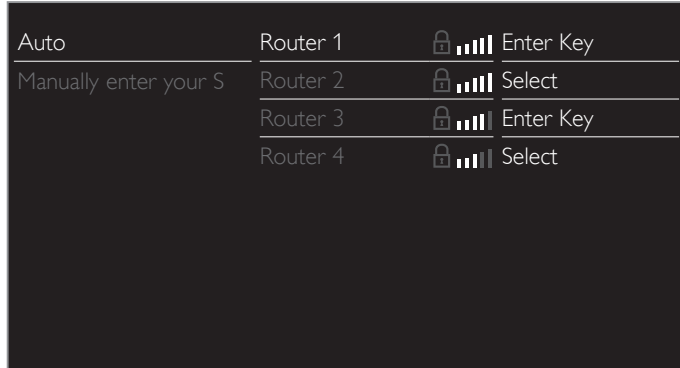 Auto Router 1 Enter Key
Manually enter your S Router 2 Select
Router 3 Enter Key
Router 4 Select